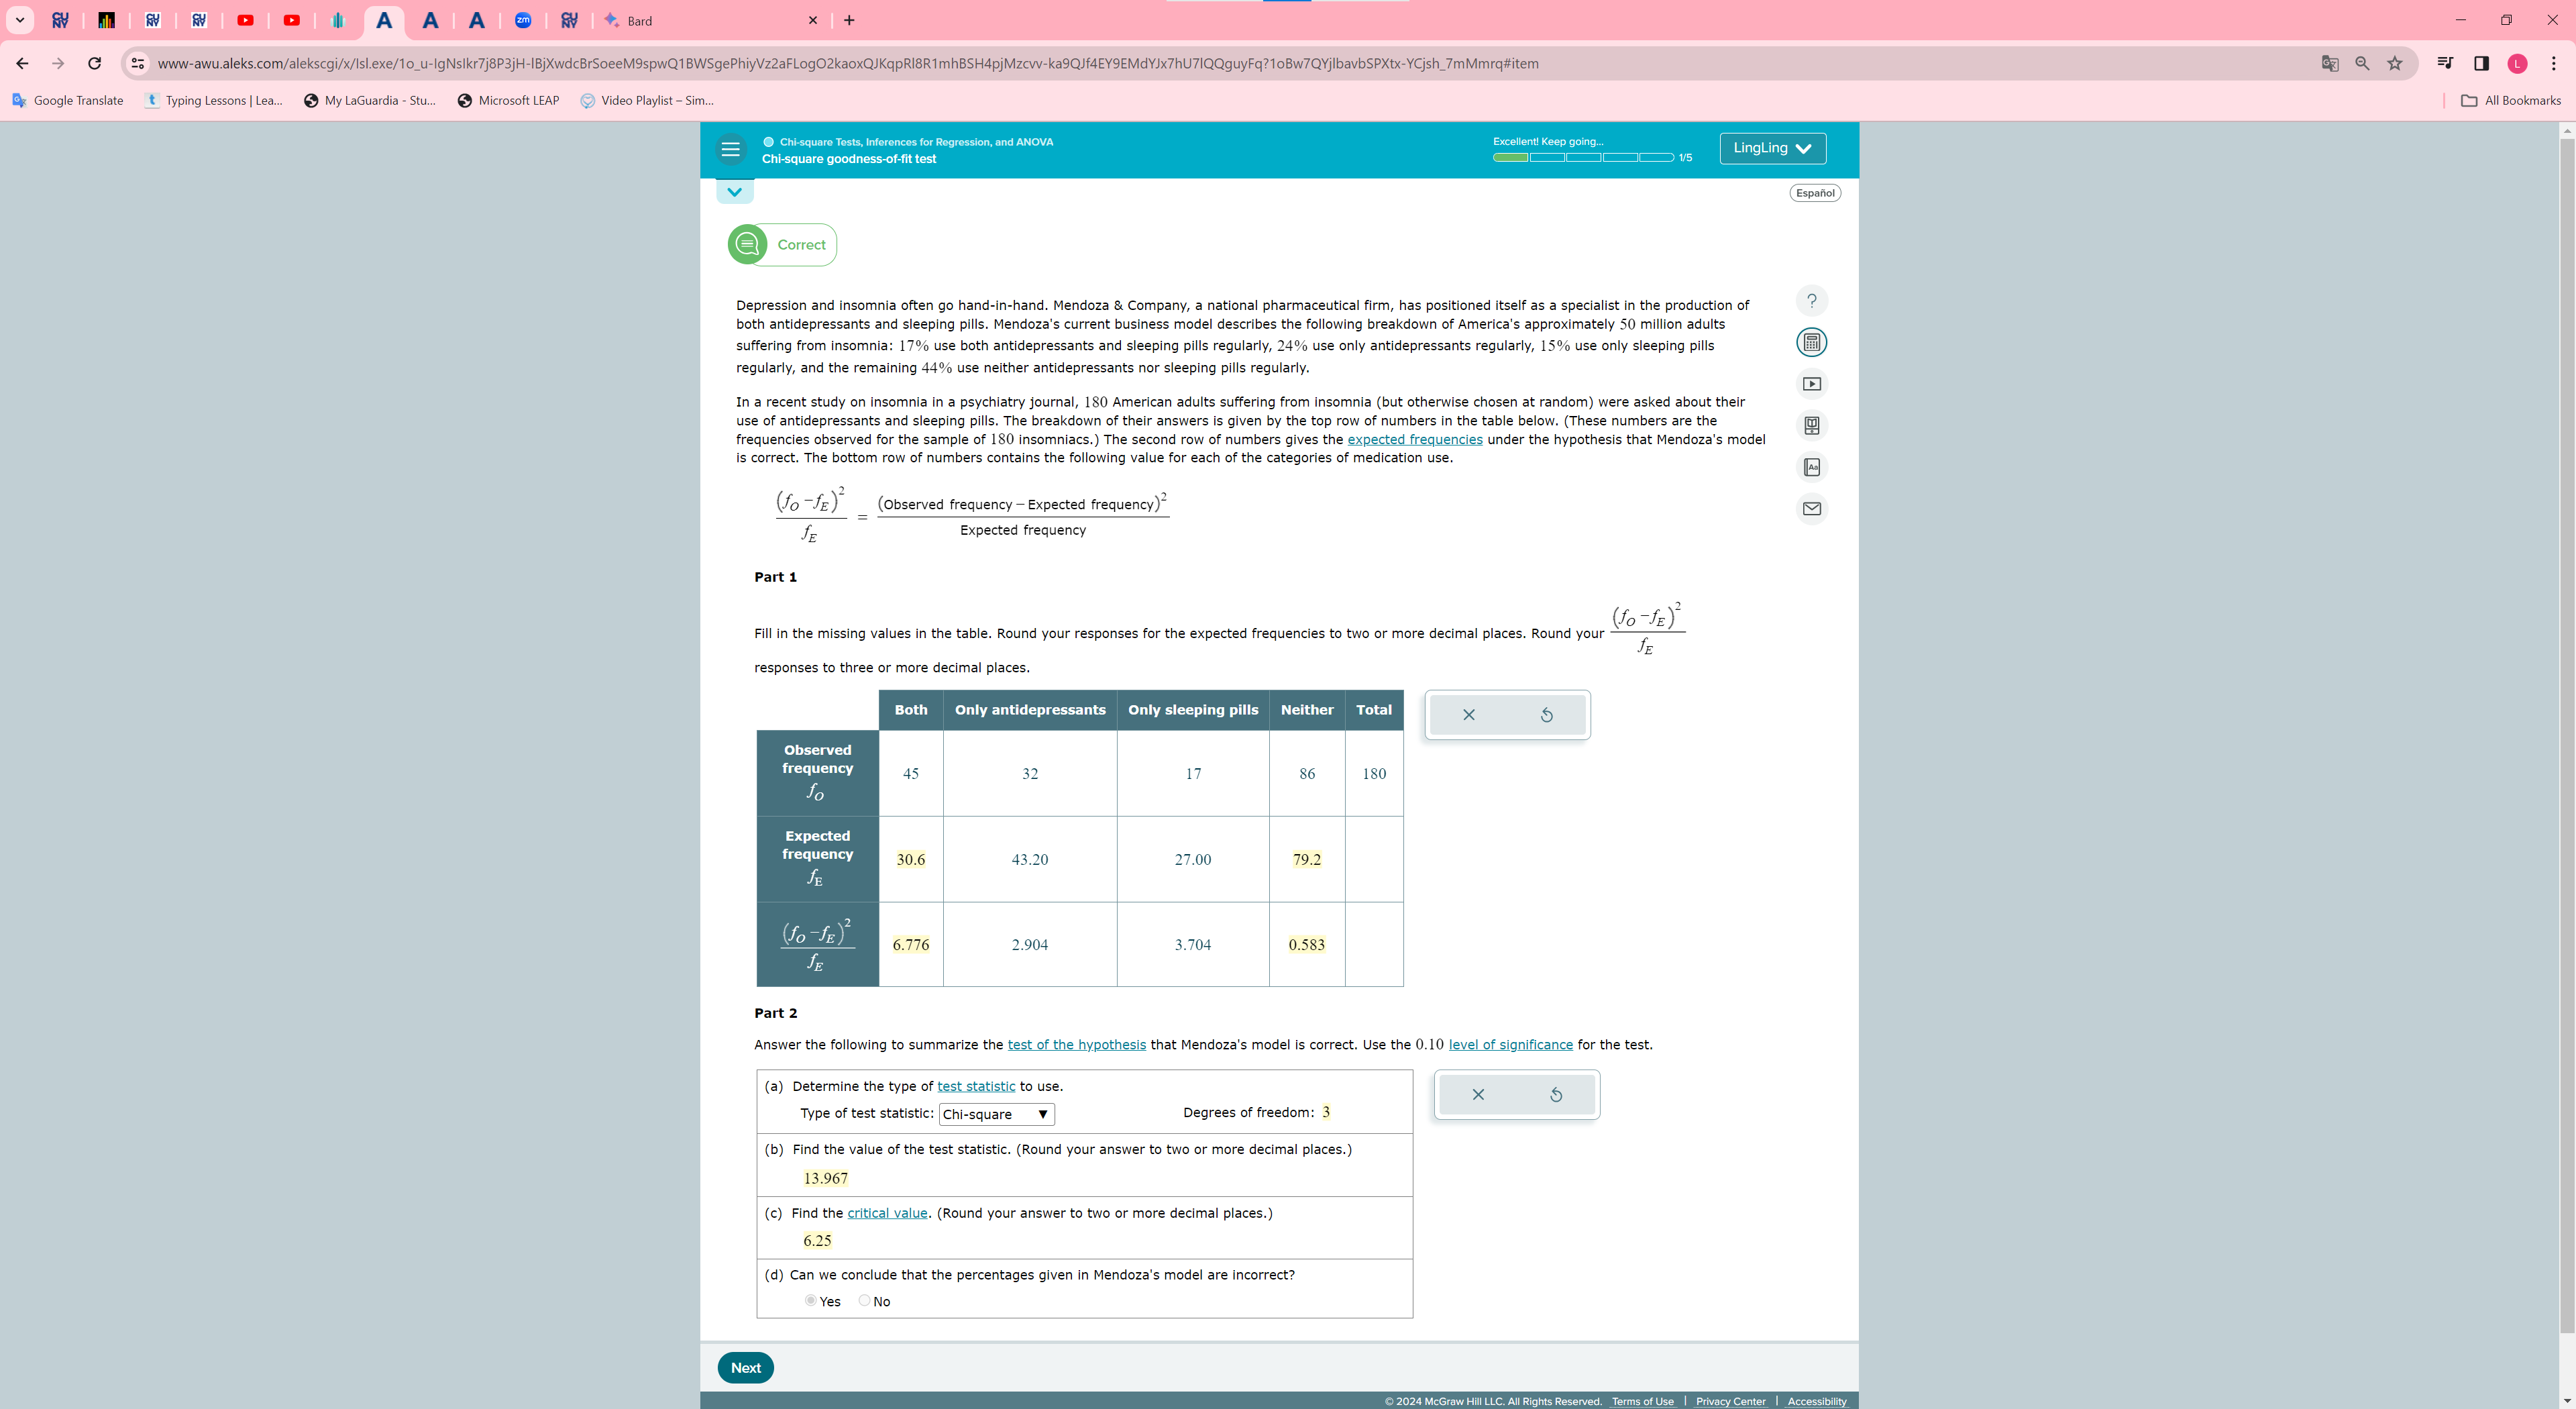 Bard
www-awu.aleks.com/alekscgi/x/Isl.exe/1o_u-IgNsIkr7j8P3jH-IBjXwdcBrSoeeM9spwQ1BWSgePhiyVz2aFLogO2kaoxQJKqpRl8R1mhBSH4pjMzcvv-ka9QJf4EY9EMdYJx7hU7lQQguyFq?1oBw7QYjlbavbSPXtx-YCjsh_7mMmrq#item
Google Translate Typing Lessons | Lea... My LaGuardia - Stu... Microsoft LEAP Video Playlist – Sim... All Bookmarks
Chi-square Tests, Inferences for Regression, and ANOVA
Chi-square goodness-of-fit test
Excellent! Keep going...
1/5
LingLing
Español
Correct
Depression and insomnia often go hand-in-hand. Mendoza & Company, a national pharmaceutical firm, has positioned itself as a specialist in the production of
both antidepressants and sleeping pills. Mendoza's current business model describes the following breakdown of America's approximately 50 million adults
suffering from insomnia: 17% use both antidepressants and sleeping pills regularly, 24% use only antidepressants regularly, 15% use only sleeping pills
regularly, and the remaining 44% use neither antidepressants nor sleeping pills regularly.
In a recent study on insomnia in a psychiatry journal, 180 American adults suffering from insomnia (but otherwise chosen at random) were asked about their
use of antidepressants and sleeping pills. The breakdown of their answers is given by the top row of numbers in the table below. (These numbers are the
frequencies observed for the sample of 180 insomniacs.) The second row of numbers gives the expected frequencies under the hypothesis that Mendoza's model
is correct. The bottom row of numbers contains the following value for each of the categories of medication use.
(fO − fE)² / fE = (Observed frequency − Expected frequency)² / Expected frequency
Part 1
Fill in the missing values in the table. Round your responses for the expected frequencies to two or more decimal places. Round your (fO − fE)² / fE
responses to three or more decimal places.
Both Only antidepressants Only sleeping pills Neither Total
Observed frequency fO 45 32 17 86 180
Expected frequency fE 30.6 43.20 27.00 79.2
(fO − fE)² / fE 6.776 2.904 3.704 0.583
Part 2
Answer the following to summarize the test of the hypothesis that Mendoza's model is correct. Use the 0.10 level of significance for the test.
(a) Determine the type of test statistic to use.
Type of test statistic: Chi-square ▼ Degrees of freedom: 3
(b) Find the value of the test statistic. (Round your answer to two or more decimal places.)
13.967
(c) Find the critical value. (Round your answer to two or more decimal places.)
6.25
(d) Can we conclude that the percentages given in Mendoza's model are incorrect?
Yes No
Next
© 2024 McGraw Hill LLC. All Rights Reserved. Terms of Use | Privacy Center | Accessibility